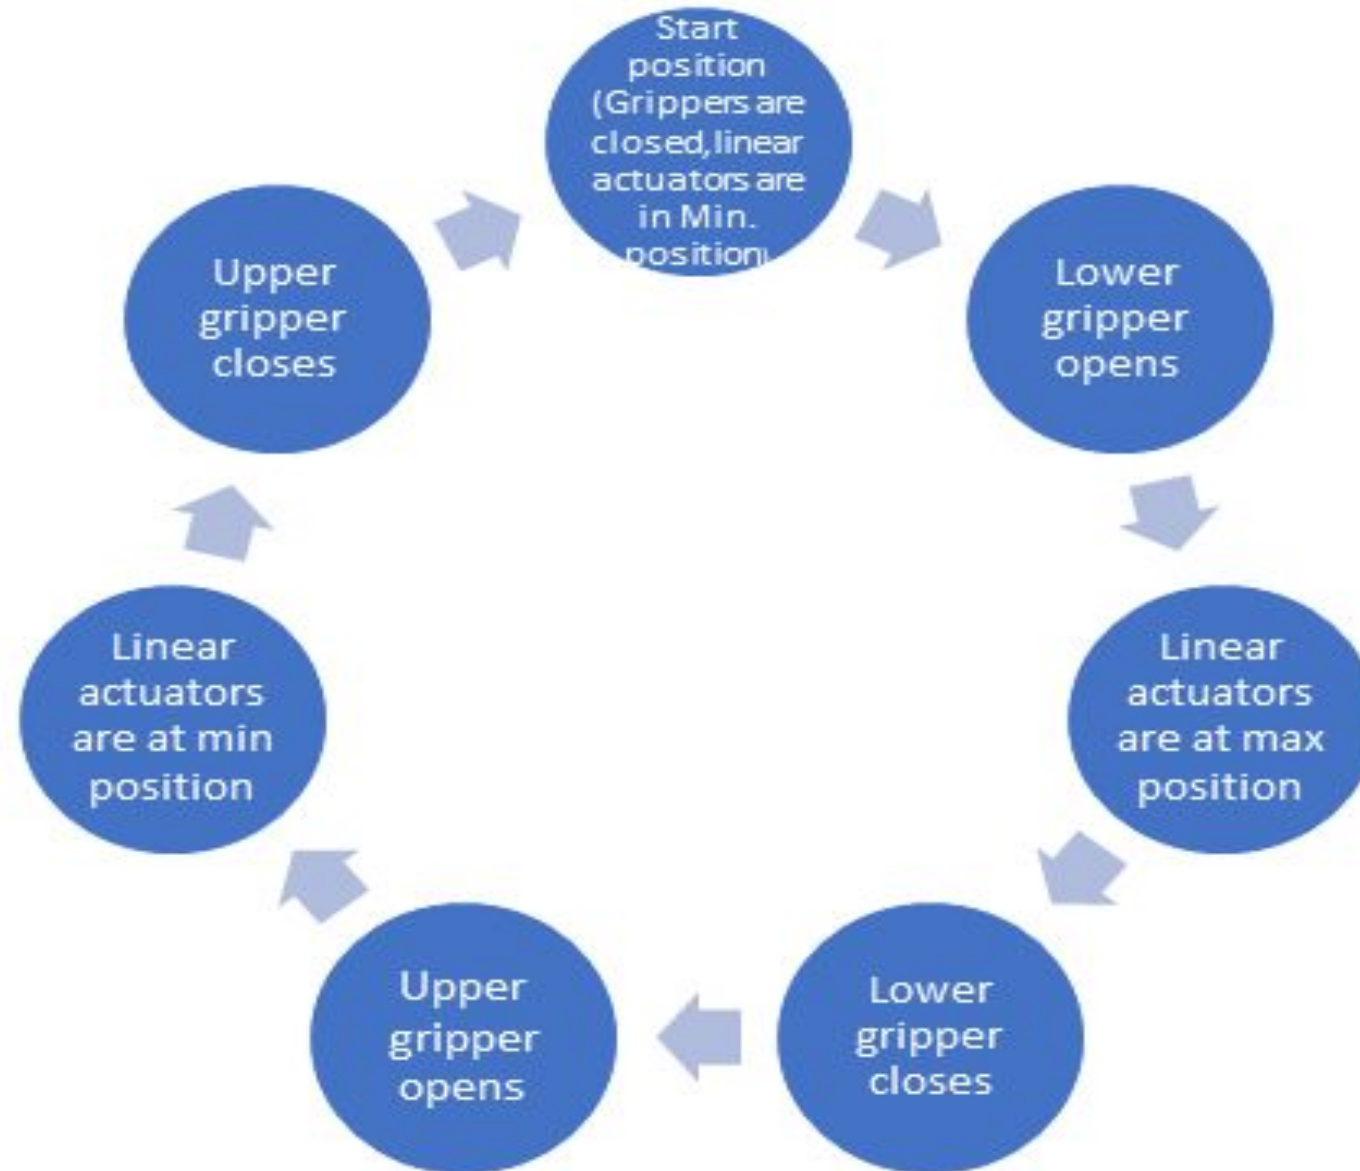 Start
position
(Grippers are
closed,linear
actuators are
in Min.
position)
Lower
gripper
opens
Linear
actuators
are at max
position
Lower
gripper
closes
Upper
gripper
opens
Linear
actuators
are at min
position
Upper
gripper
closes